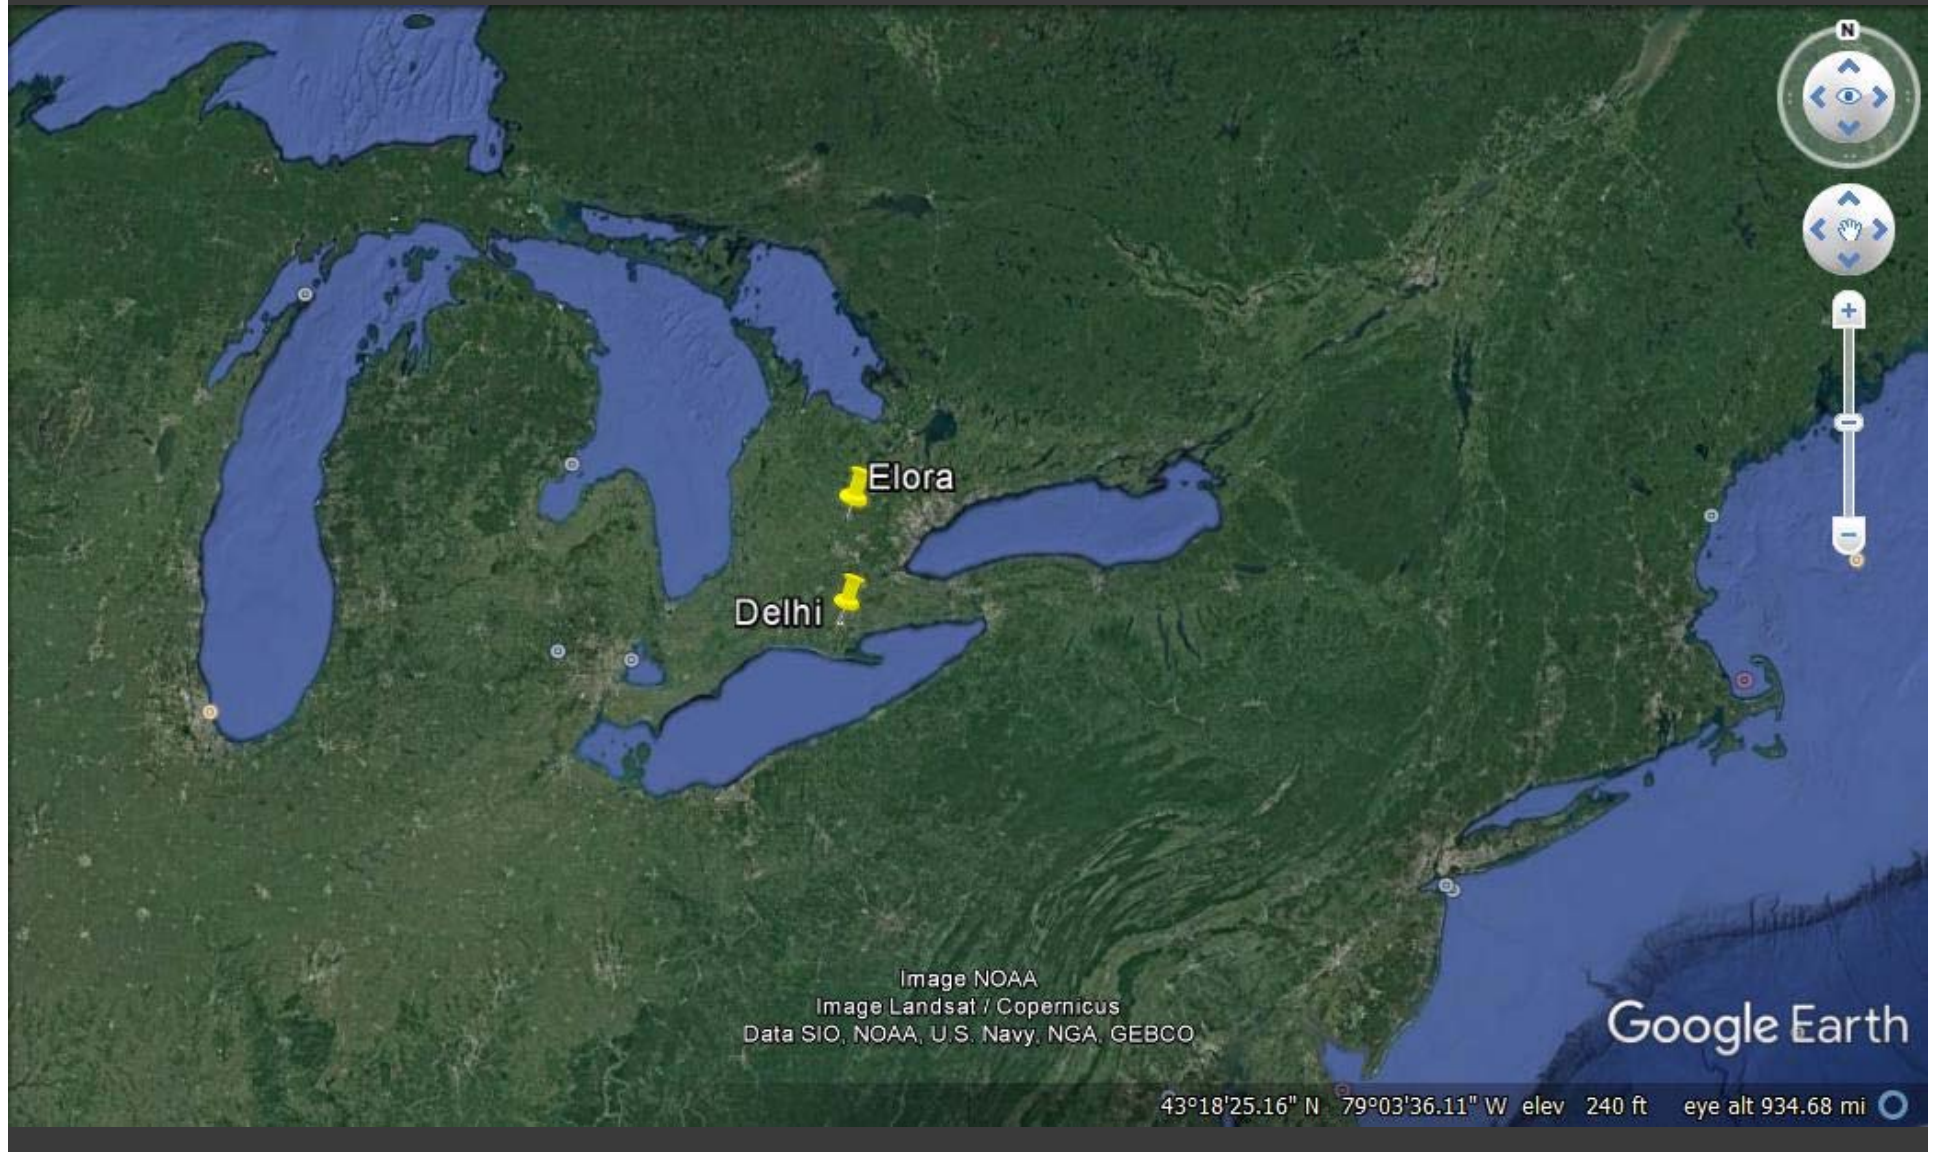 N
Elora
Delhi
Image NOAA
Image Landsat / Copernicus
Data SIO, NOAA, U.S. Navy, NGA, GEBCO
Google Earth
43°18'25.16" N 79°03'36.11" W elev 240 ft eye alt 934.68 mi